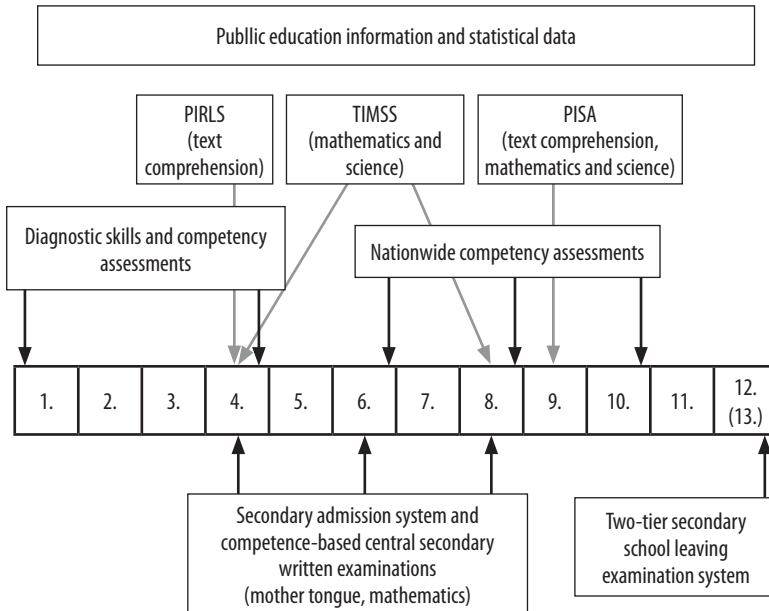 Publlic education information and statistical data
PIRLS
(text
comprehension)
TIMSS
(mathematics and
science)
PISA
(text comprehension,
mathematics and science)
Diagnostic skills and competency
assessments
Nationwide competency assessments
1.
2.
3.
4.
5.
6.
7.
8.
9.
10.
11.
12.
(13.)
Secondary admission system and
competence-based central secondary
written examinations
(mother tongue, mathematics)
Two-tier secondary
school leaving
examination system